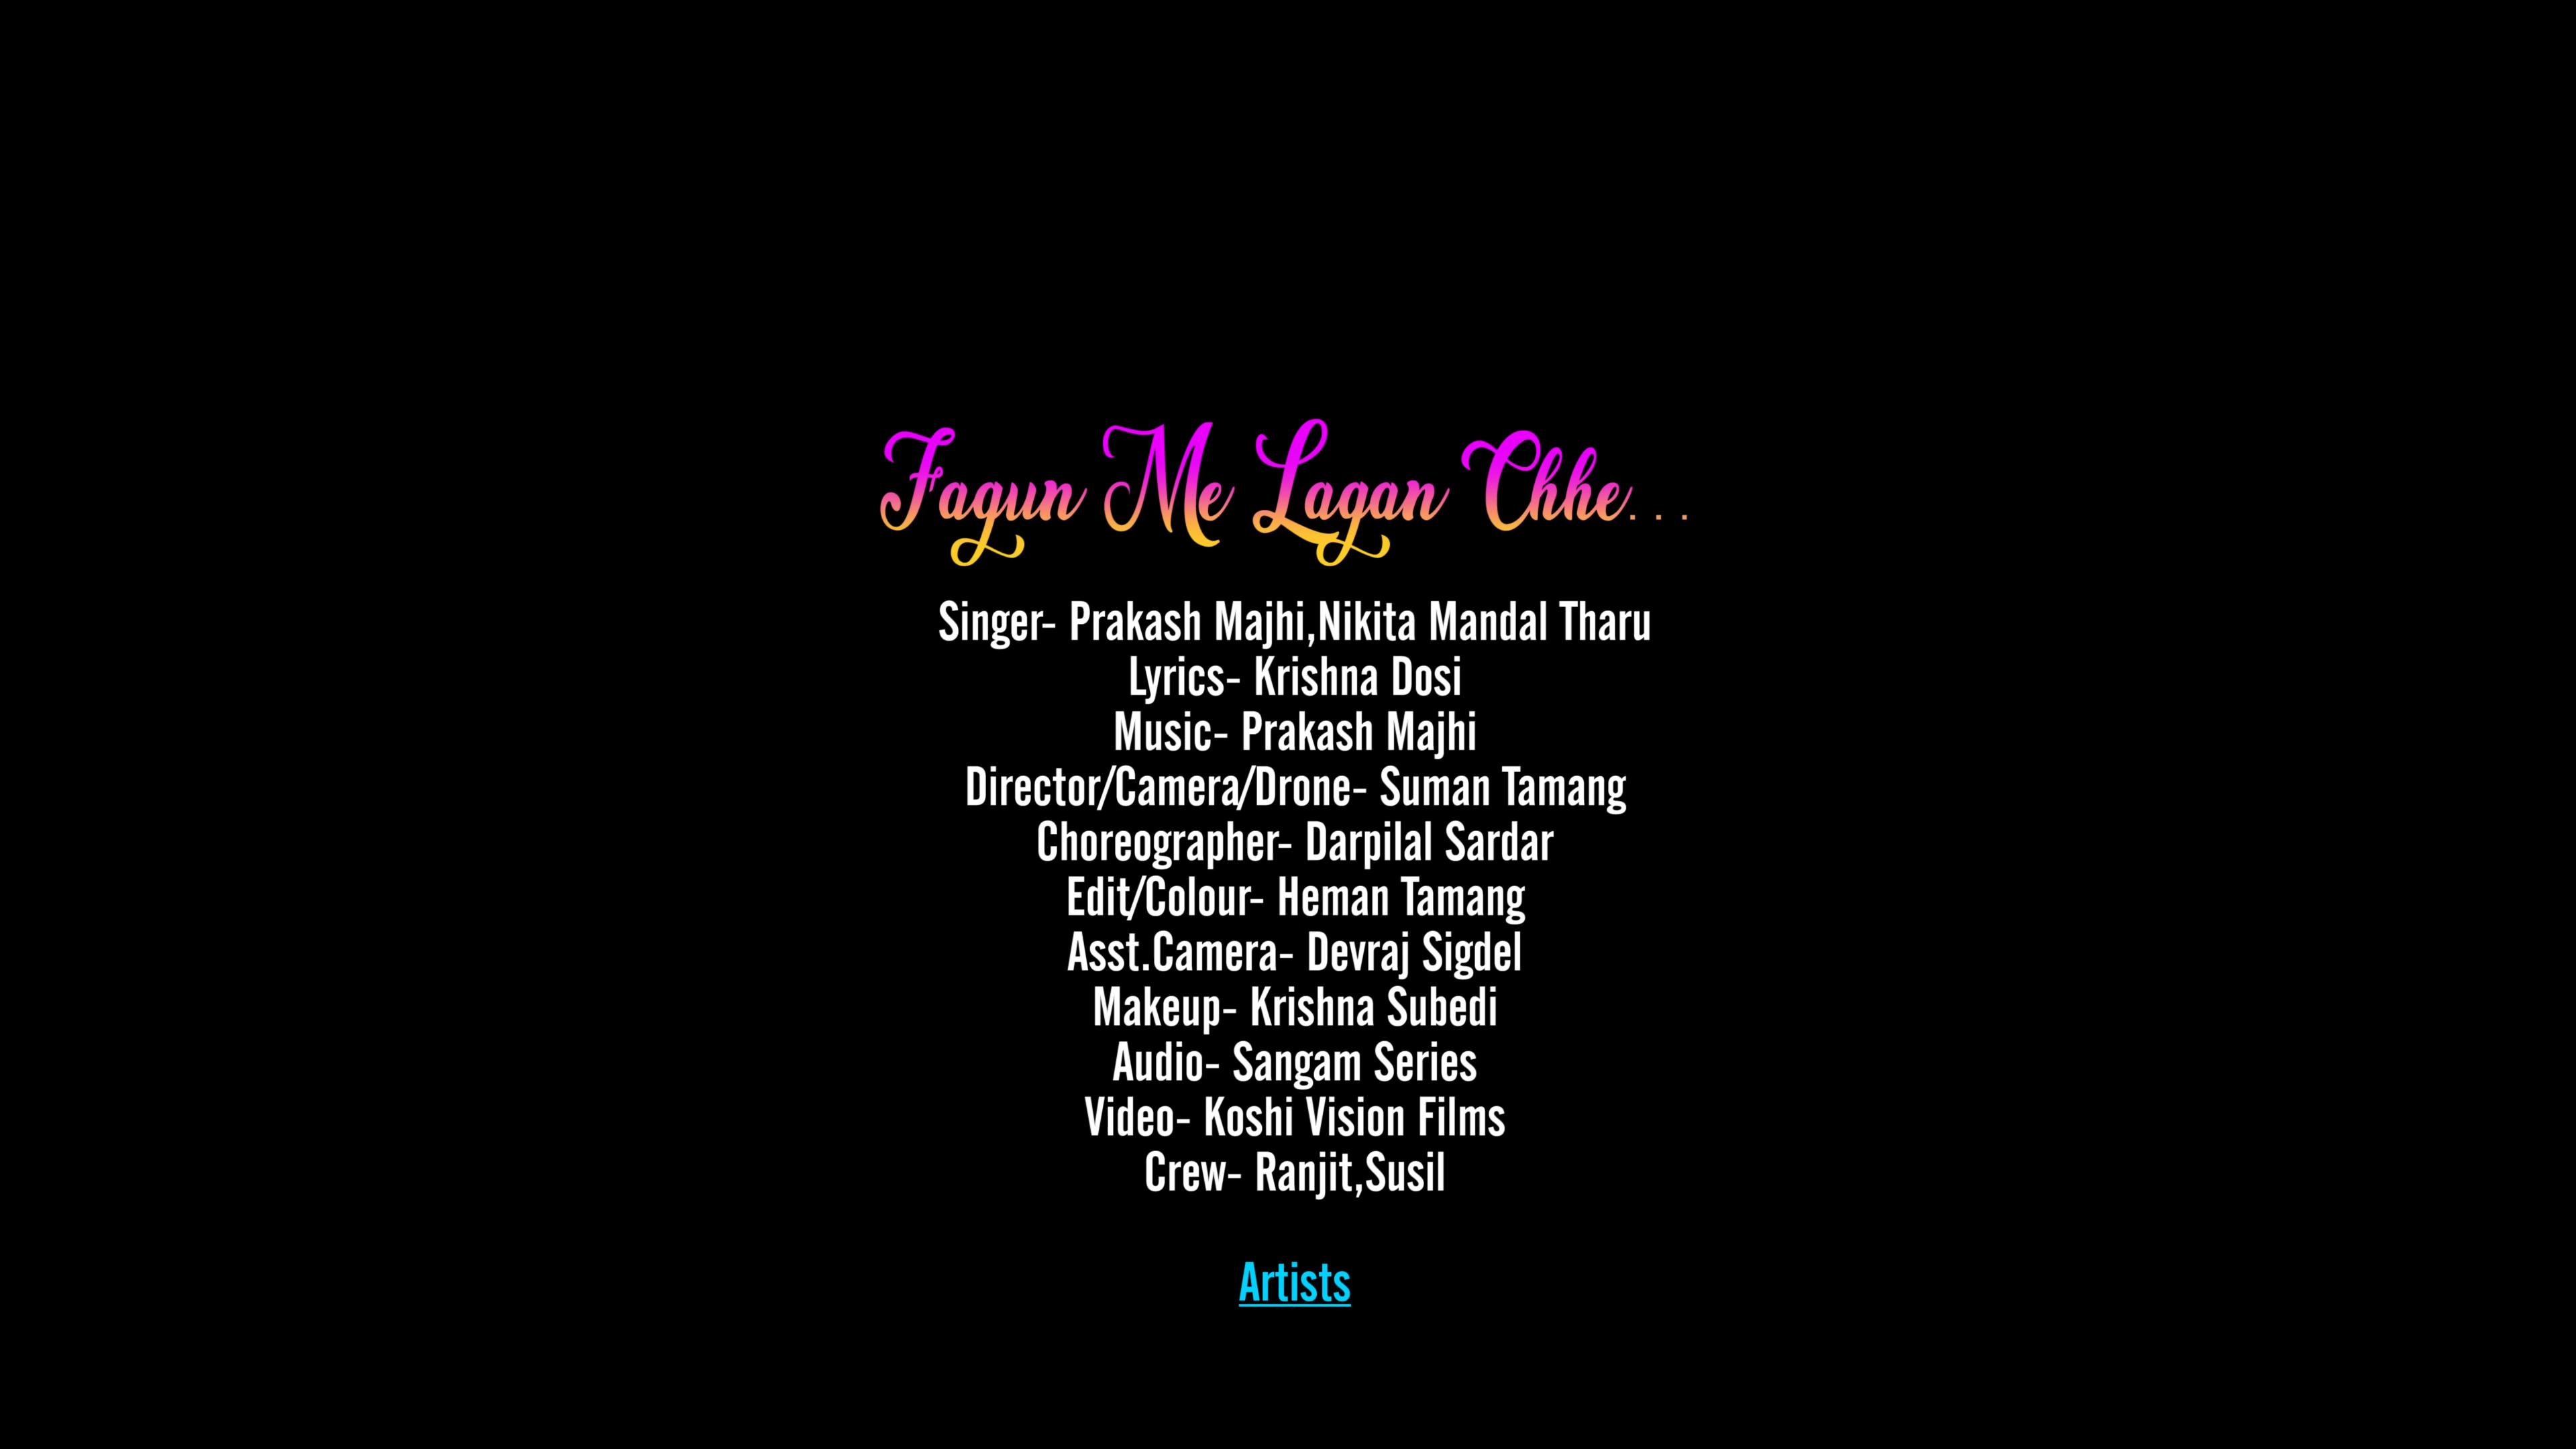 Fagun Me Lagan Chhe...
Singer- Prakash Majhi,Nikita Mandal Tharu
Lyrics- Krishna Dosi
Music- Prakash Majhi
Director/Camera/Drone- Suman Tamang
Choreographer- Darpilal Sardar
Edit/Colour- Heman Tamang
Asst.Camera- Devraj Sigdel
Makeup- Krishna Subedi
Audio- Sangam Series
Video- Koshi Vision Films
Crew- Ranjit,Susil
Artists